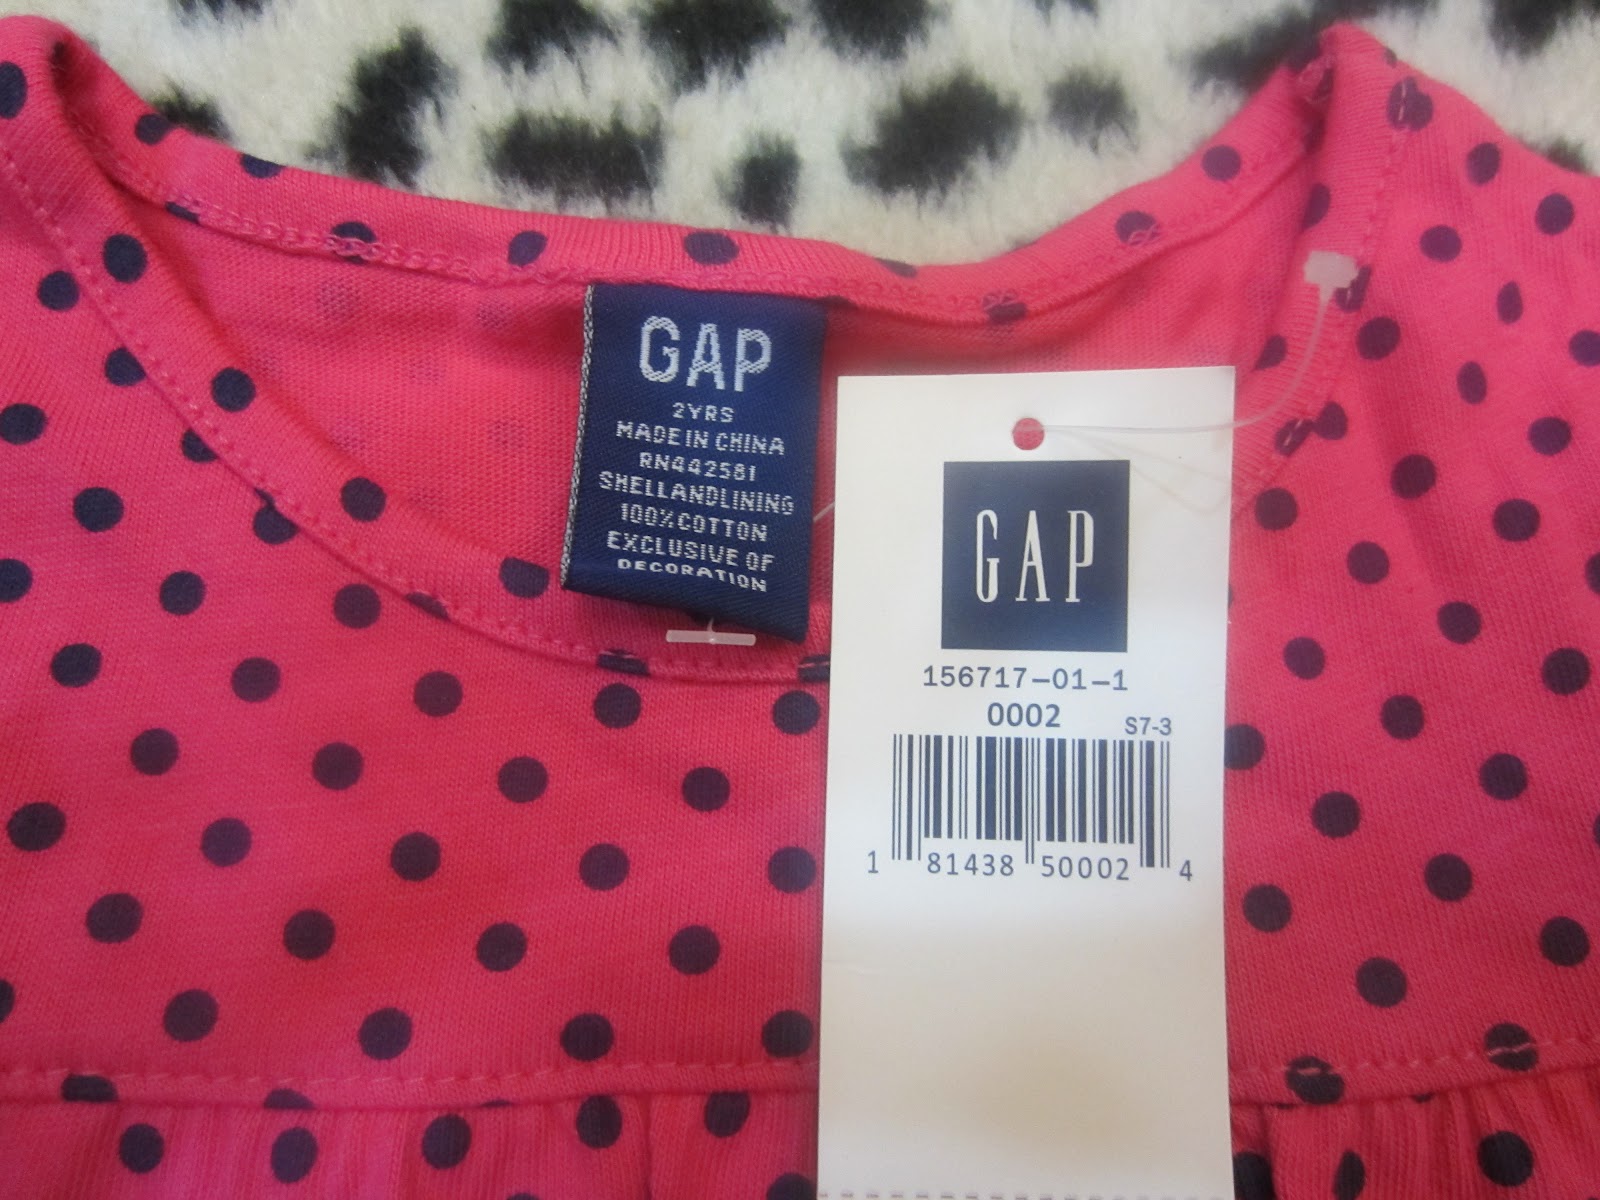 GAP
2YRS
MADE IN CHINA
RN442581
SHELLANDLINING
100%COTTON
EXCLUSIVE OF
DECORATION
GAP
156717-01-1
0002
S7-3
1 81438 50002 4